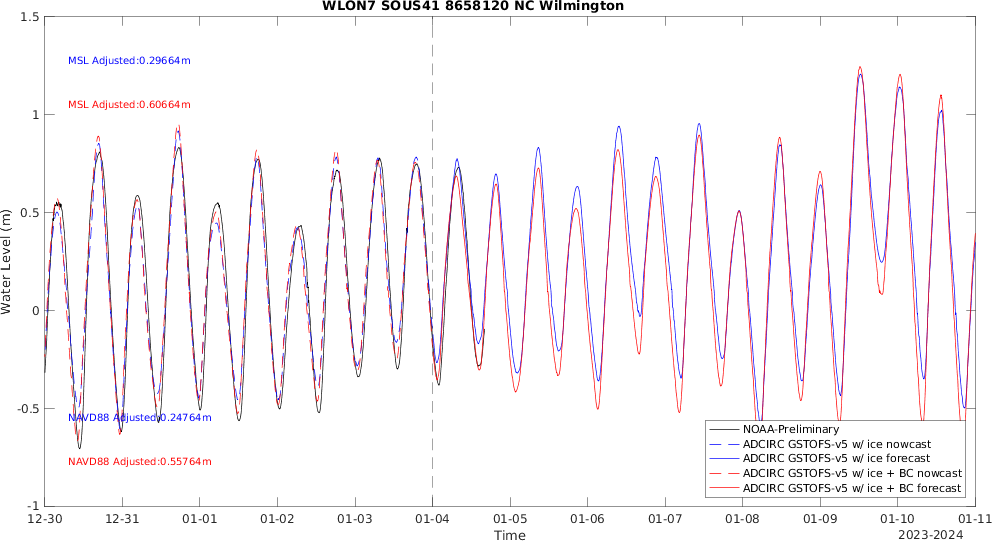 WLON7 SOUS41 8658120 NC Wilmington
1.5
1
0.5
0
-0.5
-1
Water Level (m)
MSL Adjusted:0.29664m
MSL Adjusted:0.60664m
NAVD88 Adjusted:0.24764m
NAVD88 Adjusted:0.55764m
NOAA-Preliminary
ADCIRC GSTOFS-v5 w/ ice nowcast
ADCIRC GSTOFS-v5 w/ ice forecast
ADCIRC GSTOFS-v5 w/ ice + BC nowcast
ADCIRC GSTOFS-v5 w/ ice + BC forecast
12-30 12-31 01-01 01-02 01-03 01-04 01-05 01-06 01-07 01-08 01-09 01-10 01-11
Time
2023-2024